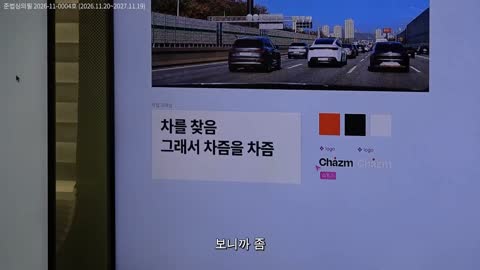 준법심의필 2026-11-0004호 (2026.11.20~2027.11.19)
차를 찾음
그래서 차즘을 차즘
logo
logo
Chazm
Chazm
보니까 좀